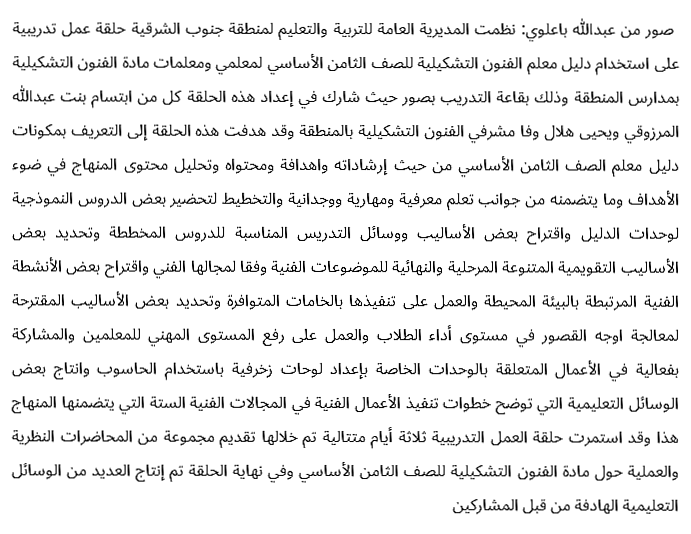 صور من عبدالله باعلوي: نظمت المديرية العامة للتربية والتعليم لمنطقة جنوب الشرقية حلقة عمل تدريبية
على استخدام دليل معلم الفنون التشكيلية للصف الثامن الأساسي لمعلمي ومعلمات مادة الفنون التشكيلية
بمدارس المنطقة وذلك بقاعة التدريب بصور حيث شارك في إعداد هذه الحلقة كل من ابتسام بنت عبدالله
المرزوقي ويحيى هلال وفا مشرفي الفنون التشكيلية بالمنطقة وقد هدفت هذه الحلقة إلى التعريف بمكونات
دليل معلم الصف الثامن الأساسي من حيث إرشاداته واهدافة ومحتواه وتحليل محتوى المنهاج في ضوء
الأهداف وما يتضمنه من جوانب تعلم معرفية ومهارية ووجدانية والتخطيط لتحضير بعض الدروس النموذجية
لوحدات الدليل واقتراح بعض الأساليب ووسائل التدريس المناسبة للدروس المخططة وتحديد بعض
الأساليب التقويمية المتنوعة المرحلية والنهائية للموضوعات الفنية وفقا لمجالها الفني واقتراح بعض الأنشطة
الفنية المرتبطة بالبيئة المحيطة والعمل على تنفيذها بالخامات المتوافرة وتحديد بعض الأساليب المقترحة
لمعالجة اوجه القصور في مستوى أداء الطلاب والعمل على رفع المستوى المهني للمعلمين والمشاركة
بفعالية في الأعمال المتعلقة بالوحدات الخاصة بإعداد لوحات زخرفية باستخدام الحاسوب وانتاج بعض
الوسائل التعليمية التي توضح خطوات تنفيذ الأعمال الفنية في المجالات الفنية الستة التي يتضمنها المنهاج
هذا وقد استمرت حلقة العمل التدريبية ثلاثة أيام متتالية تم خلالها تقديم مجموعة من المحاضرات النظرية
والعملية حول مادة الفنون التشكيلية للصف الثامن الأساسي وفي نهاية الحلقة تم إنتاج العديد من الوسائل
التعليمية الهادفة من قبل المشاركين